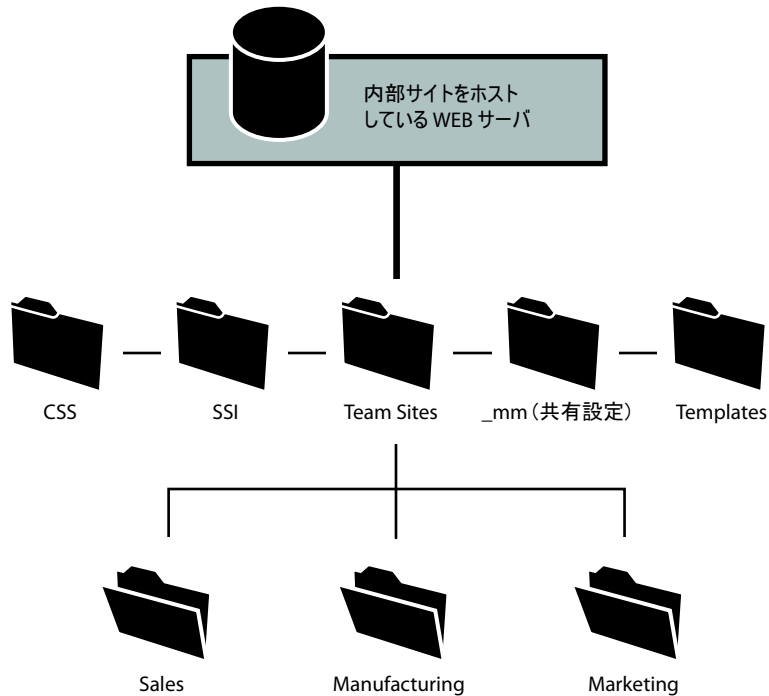 内部サイトをホスト
している WEB サーバ
CSS
SSI
Team Sites
_mm（共有設定）
Templates
Sales
Manufacturing
Marketing